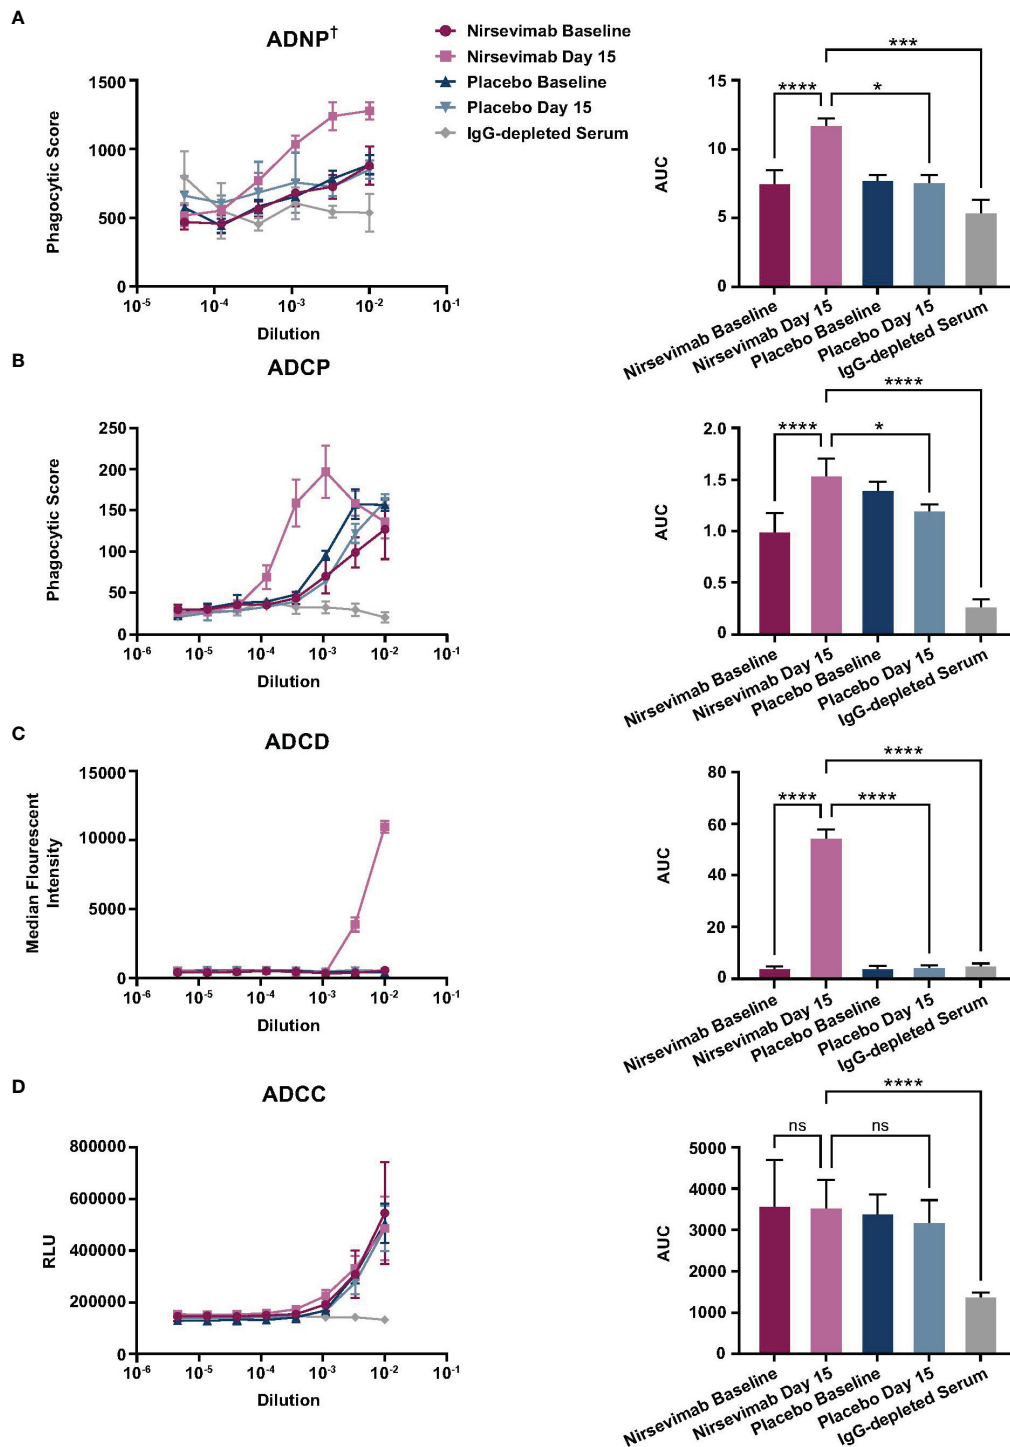 A
ADNP†
Nirsevimab Baseline
Nirsevimab Day 15
Placebo Baseline
Placebo Day 15
IgG-depleted Serum
Phagocytic Score
1500
1000
500
0
10-5 10-4 10-3 10-2 10-1
Dilution
AUC
15
10
5
0
***
**** *
Nirsevimab Baseline
Nirsevimab Day 15
Placebo Baseline
Placebo Day 15
IgG-depleted Serum
B
ADCP
Phagocytic Score
250
200
150
100
50
0
10-6 10-5 10-4 10-3 10-2 10-1
Dilution
AUC
2.0
1.5
1.0
0.5
0
****
**** *
Nirsevimab Baseline
Nirsevimab Day 15
Placebo Baseline
Placebo Day 15
IgG-depleted Serum
C
ADCD
Median Flourescent
Intensity
15000
10000
5000
0
10-6 10-5 10-4 10-3 10-2 10-1
Dilution
AUC
80
60
40
20
0
****
**** ****
Nirsevimab Baseline
Nirsevimab Day 15
Placebo Baseline
Placebo Day 15
IgG-depleted Serum
D
ADCC
RLU
800000
600000
400000
200000
0
10-6 10-5 10-4 10-3 10-2 10-1
Dilution
AUC
5000
4000
3000
2000
1000
0
****
ns ns
Nirsevimab Baseline
Nirsevimab Day 15
Placebo Baseline
Placebo Day 15
IgG-depleted Serum